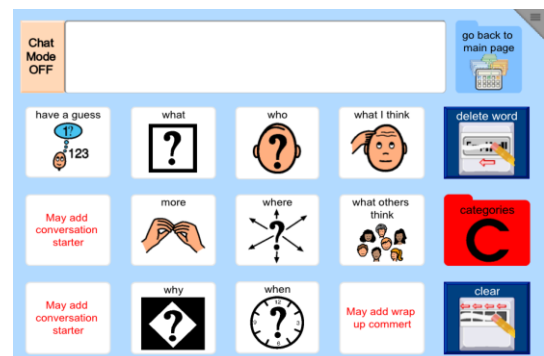 Chat
Mode
OFF
go back to
main page
have a guess
1?
123
what
?
who
?
what I think
delete word
May add
conversation
starter
more
where
?
what others
think
categories
C
May add
conversation
starter
why
?
when
12
?
May add wrap
up commert
clear